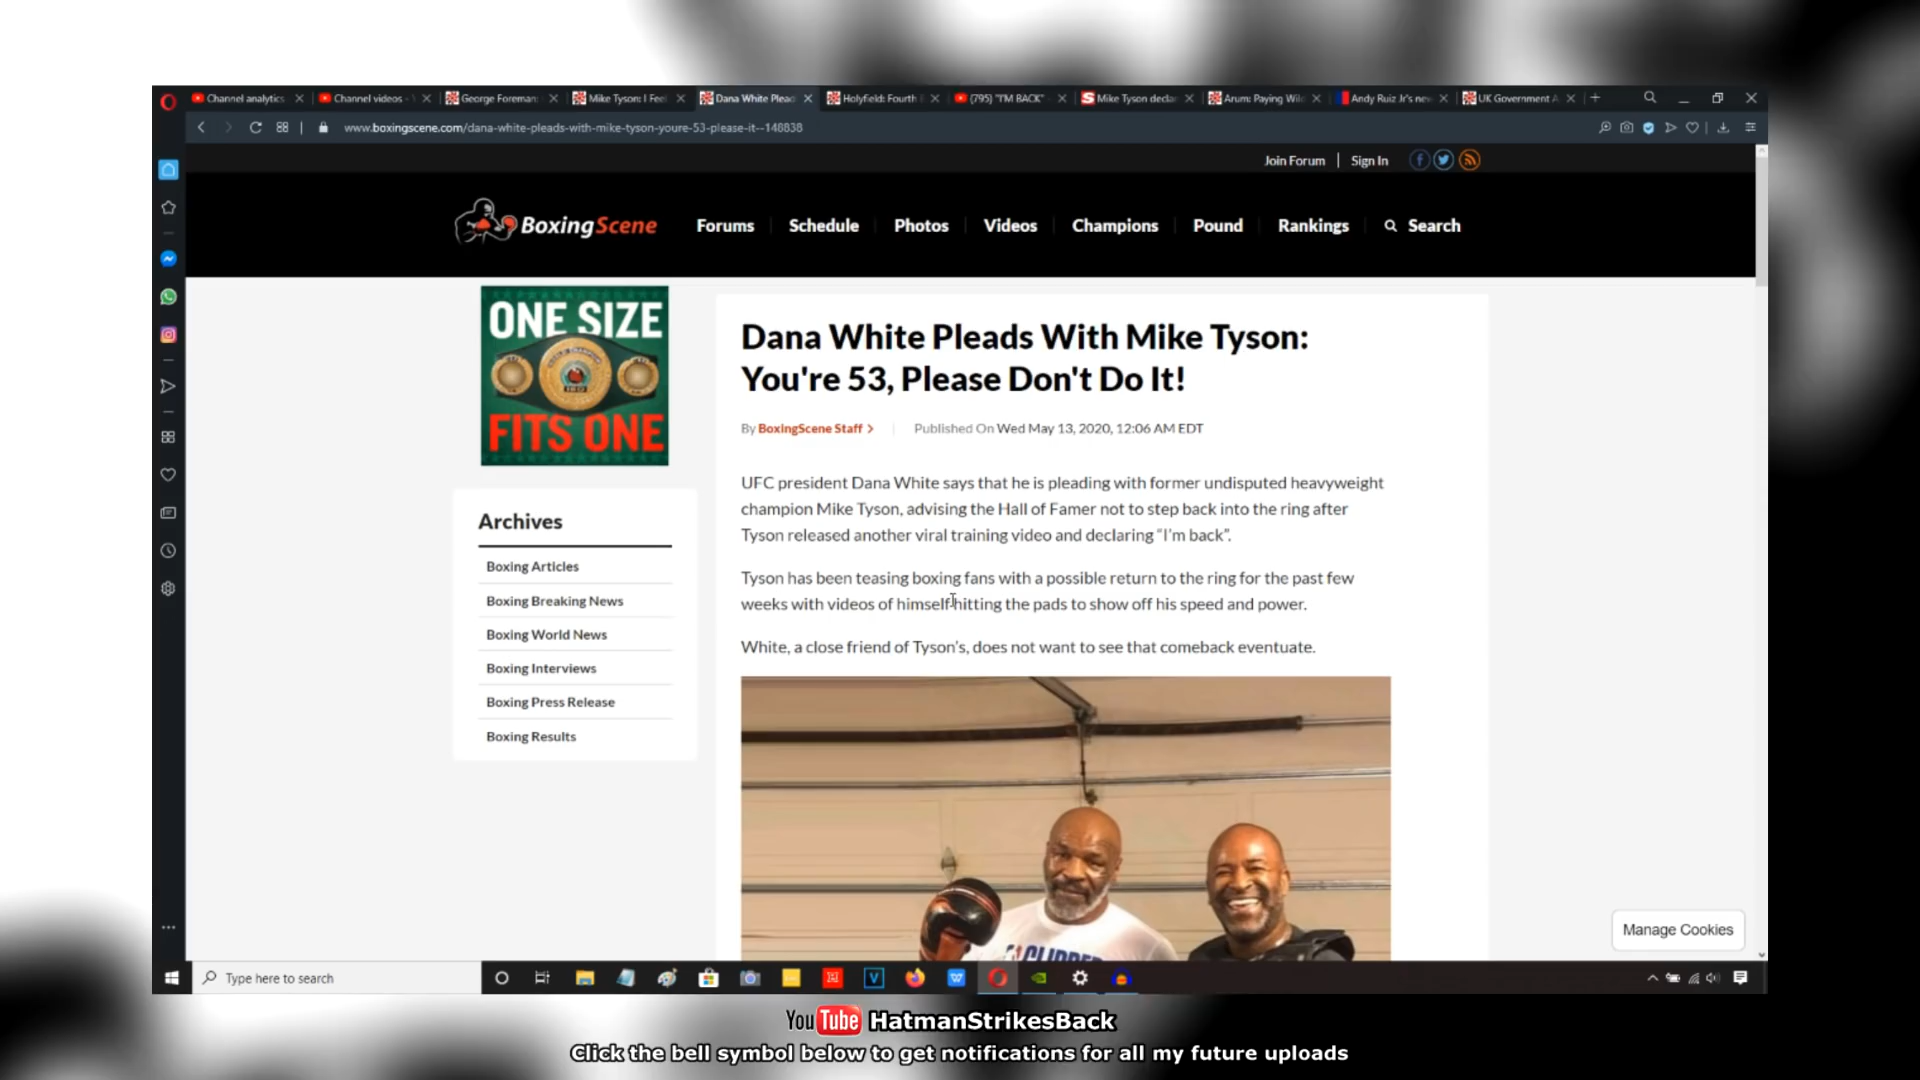 Channel analytics
Channel videos -
George Foreman:
Mike Tyson: I Fee
Dana White Plead
Holyfield: Fourth
(795) "I'M BACK"
Mike Tyson decla
Arum: Paying Wil
Andy Ruiz Jr's new
UK Government A
www.boxingscene.com/dana-white-pleads-with-mike-tyson-youre-53-please-it--148838
Join Forum | Sign In
BoxingScene
Forums
Schedule
Photos
Videos
Champions
Pound
Rankings
Search
ONE SIZE
FITS ONE
Archives
Boxing Articles
Boxing Breaking News
Boxing World News
Boxing Interviews
Boxing Press Release
Boxing Results
Dana White Pleads With Mike Tyson:
You're 53, Please Don't Do It!
By BoxingScene Staff > Published On Wed May 13, 2020, 12:06 AM EDT
UFC president Dana White says that he is pleading with former undisputed heavyweight
champion Mike Tyson, advising the Hall of Famer not to step back into the ring after
Tyson released another viral training video and declaring “I'm back”.
Tyson has been teasing boxing fans with a possible return to the ring for the past few
weeks with videos of himself hitting the pads to show off his speed and power.
White, a close friend of Tyson's, does not want to see that comeback eventuate.
CLIPPERS
Manage Cookies
Type here to search
YouTube HatmanStrikesBack
Click the bell symbol below to get notifications for all my future uploads